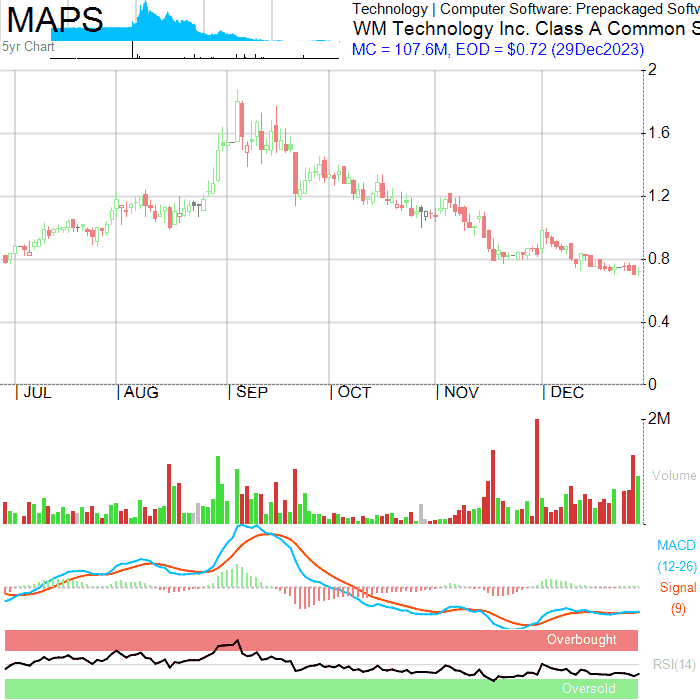 MAPS
5yr Chart
Technology | Computer Software: Prepackaged Softw
WM Technology Inc. Class A Common S
MC = 107.6M, EOD = $0.72 (29Dec2023)
2
1.6
1.2
0.8
0.4
0
JUL AUG SEP OCT NOV DEC
2M
Volume
MACD
(12-26)
Signal
(9)
Overbought
RSI(14)
Oversold